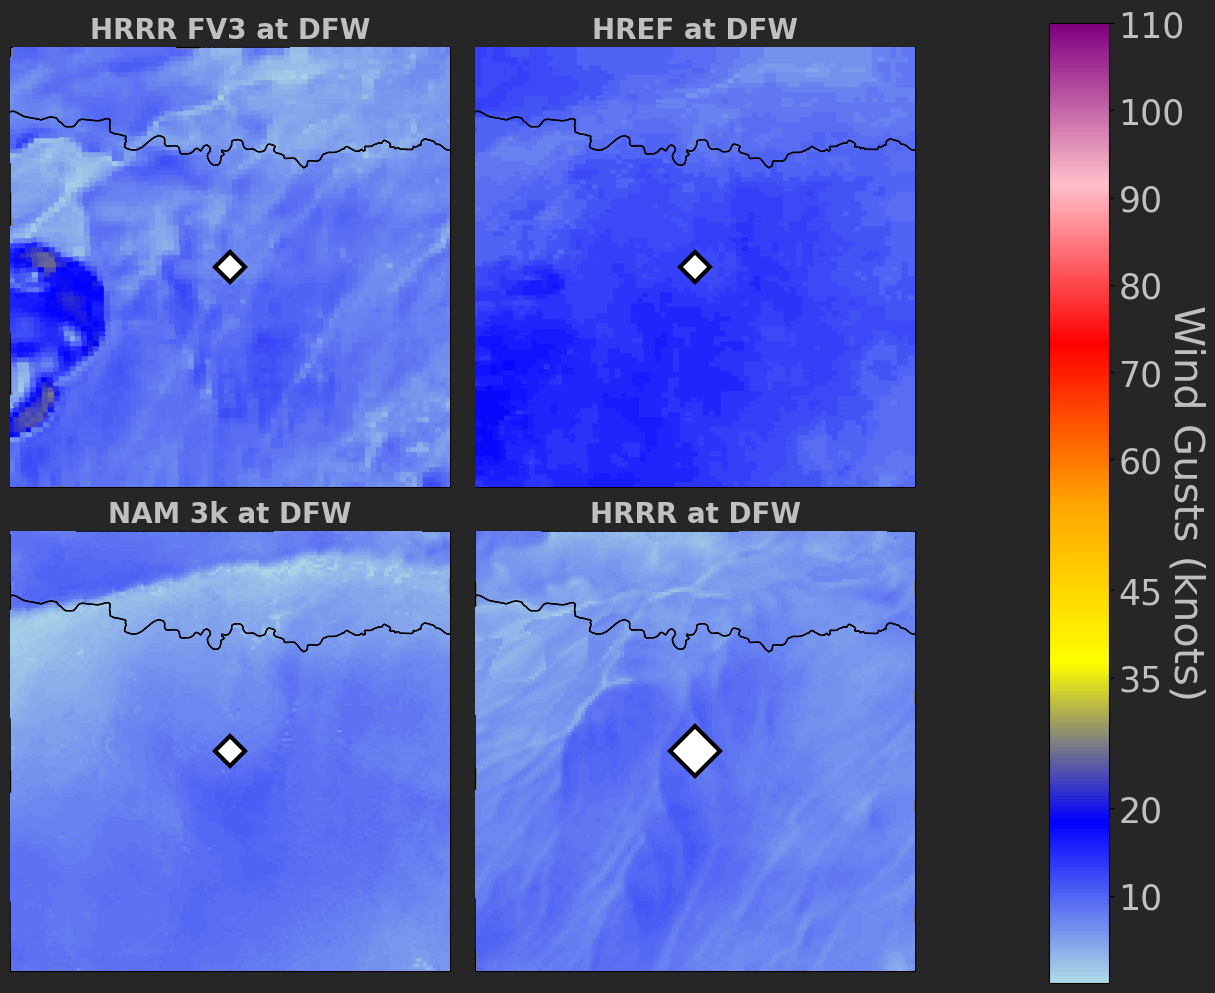 HRRR FV3 at DFW
HREF at DFW
NAM 3k at DFW
HRRR at DFW
110
100
90
80
70
60
45
35
20
10
Wind Gusts (knots)